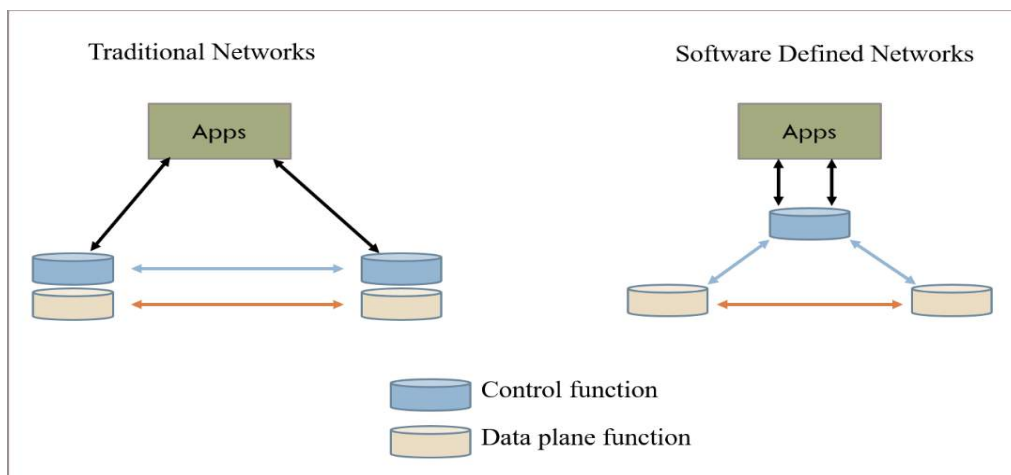 Traditional Networks
Software Defined Networks
Apps
Apps
Control function
Data plane function